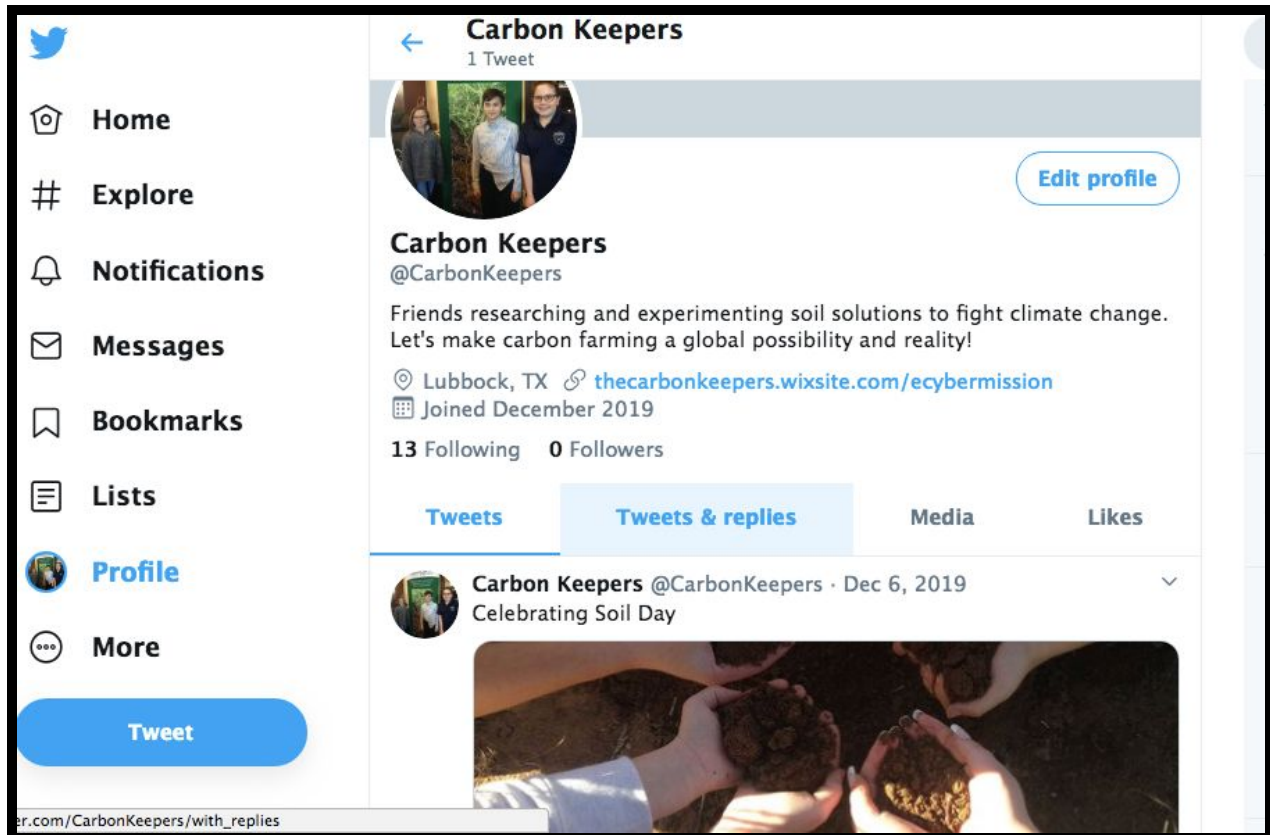 Carbon Keepers
1 Tweet
Home
Explore
Notifications
Messages
Bookmarks
Lists
Profile
More
Tweet
Edit profile
Carbon Keepers
@CarbonKeepers
Friends researching and experimenting soil solutions to fight climate change.
Let's make carbon farming a global possibility and reality!
Lubbock, TX thecarbonkeepers.wixsite.com/ecybermission
Joined December 2019
13 Following 0 Followers
Tweets Tweets & replies Media Likes
Carbon Keepers @CarbonKeepers · Dec 6, 2019
Celebrating Soil Day
er.com/CarbonKeepers/with_replies